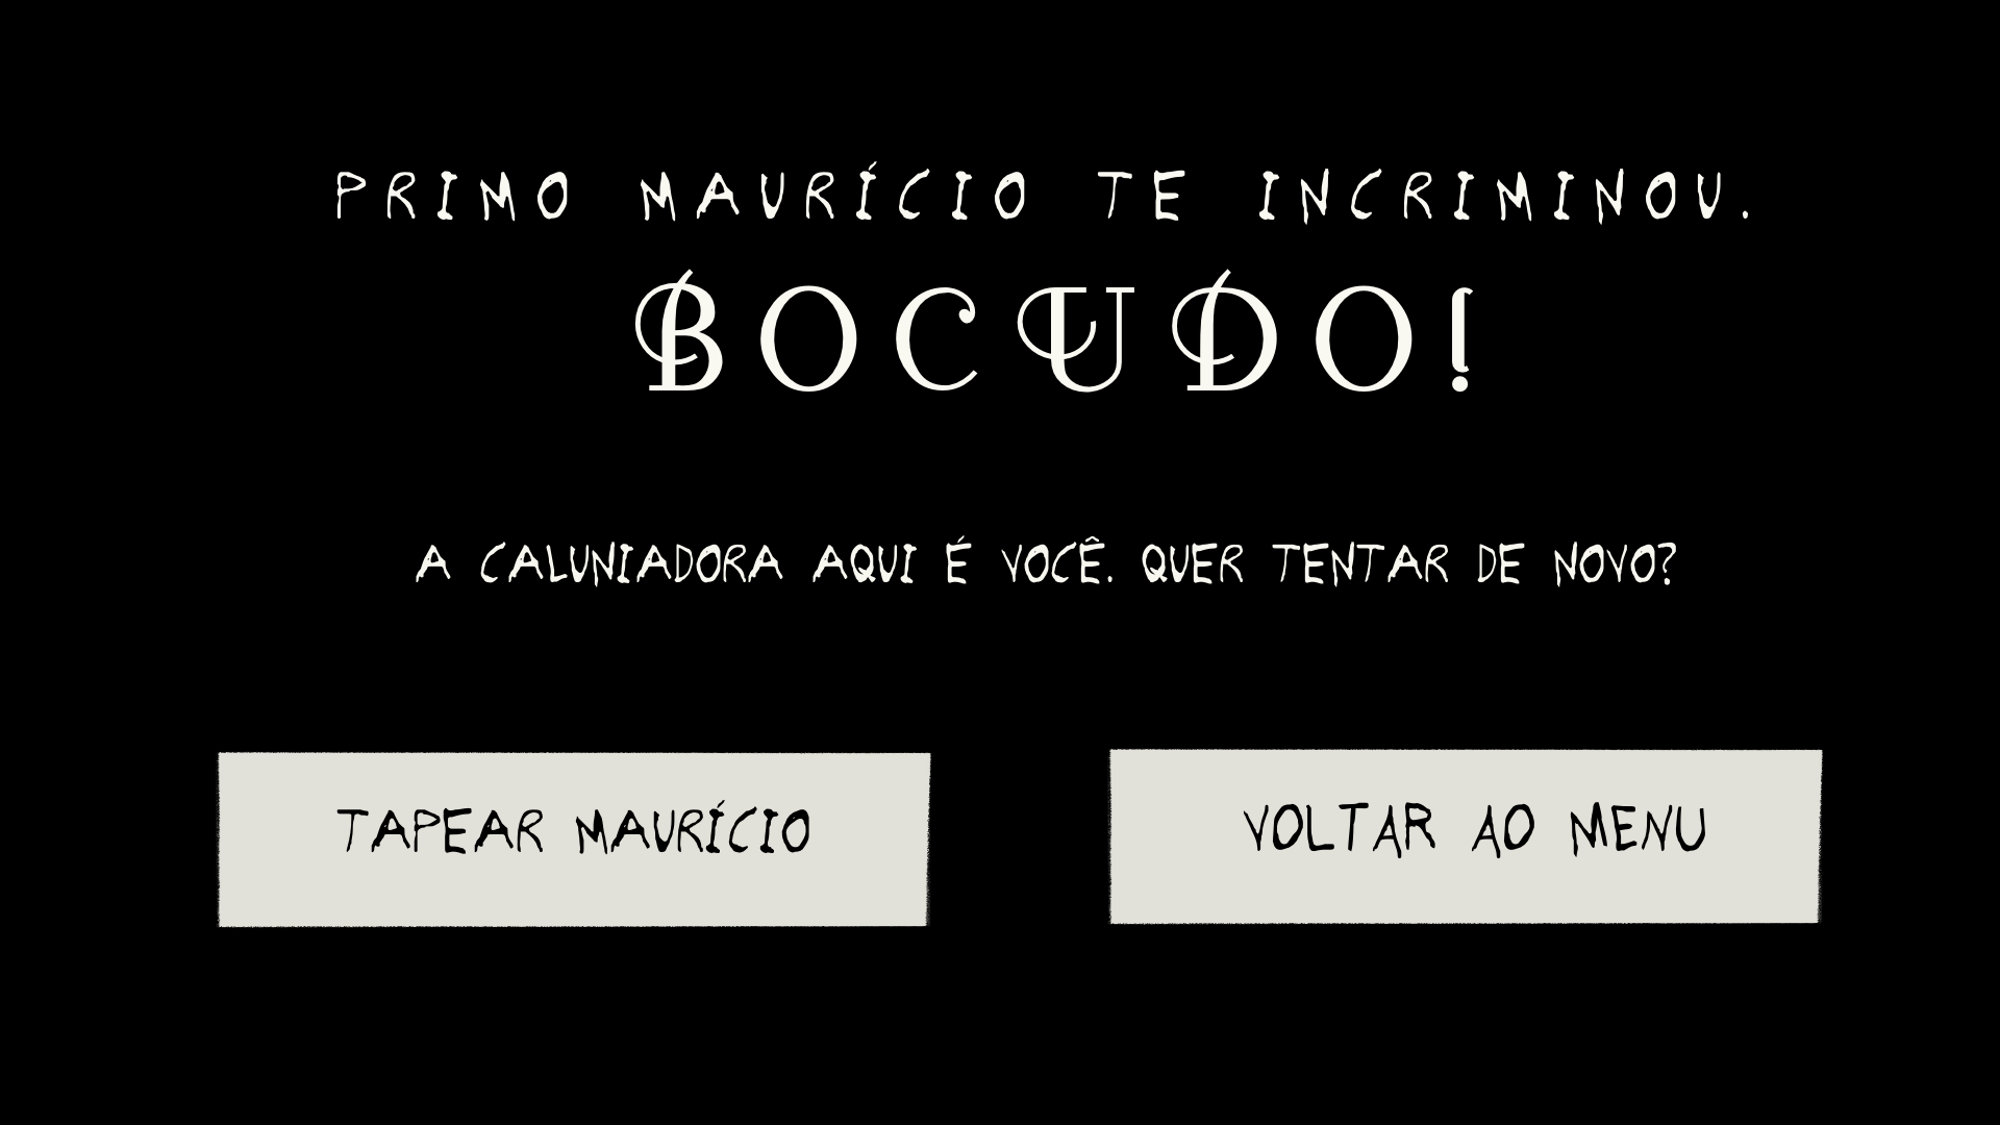 PRIMO MAURÍCIO TE INCRIMINOU.
BOCUDO!
A CALUNIADORA AQUI É VOCÊ. QUER TENTAR DE NOVO?
TAPEAR MAURÍCIO
VOLTAR AO MENU